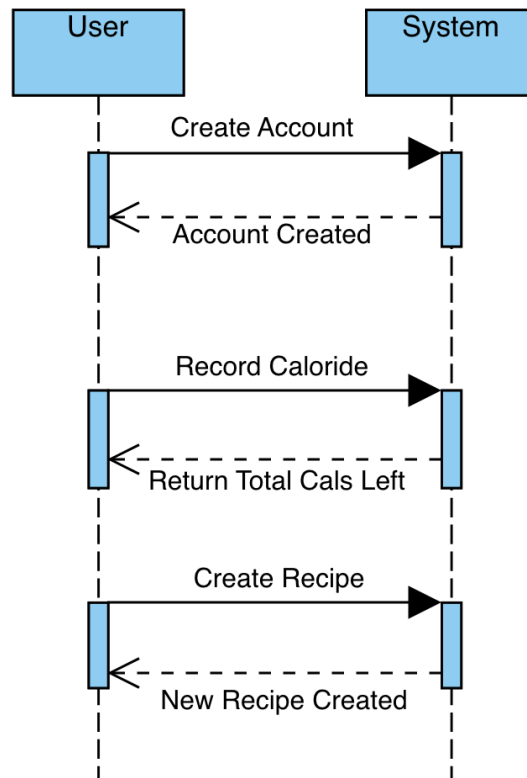 User
System
Create Account
Account Created
Record Caloride
Return Total Cals Left
Create Recipe
New Recipe Created